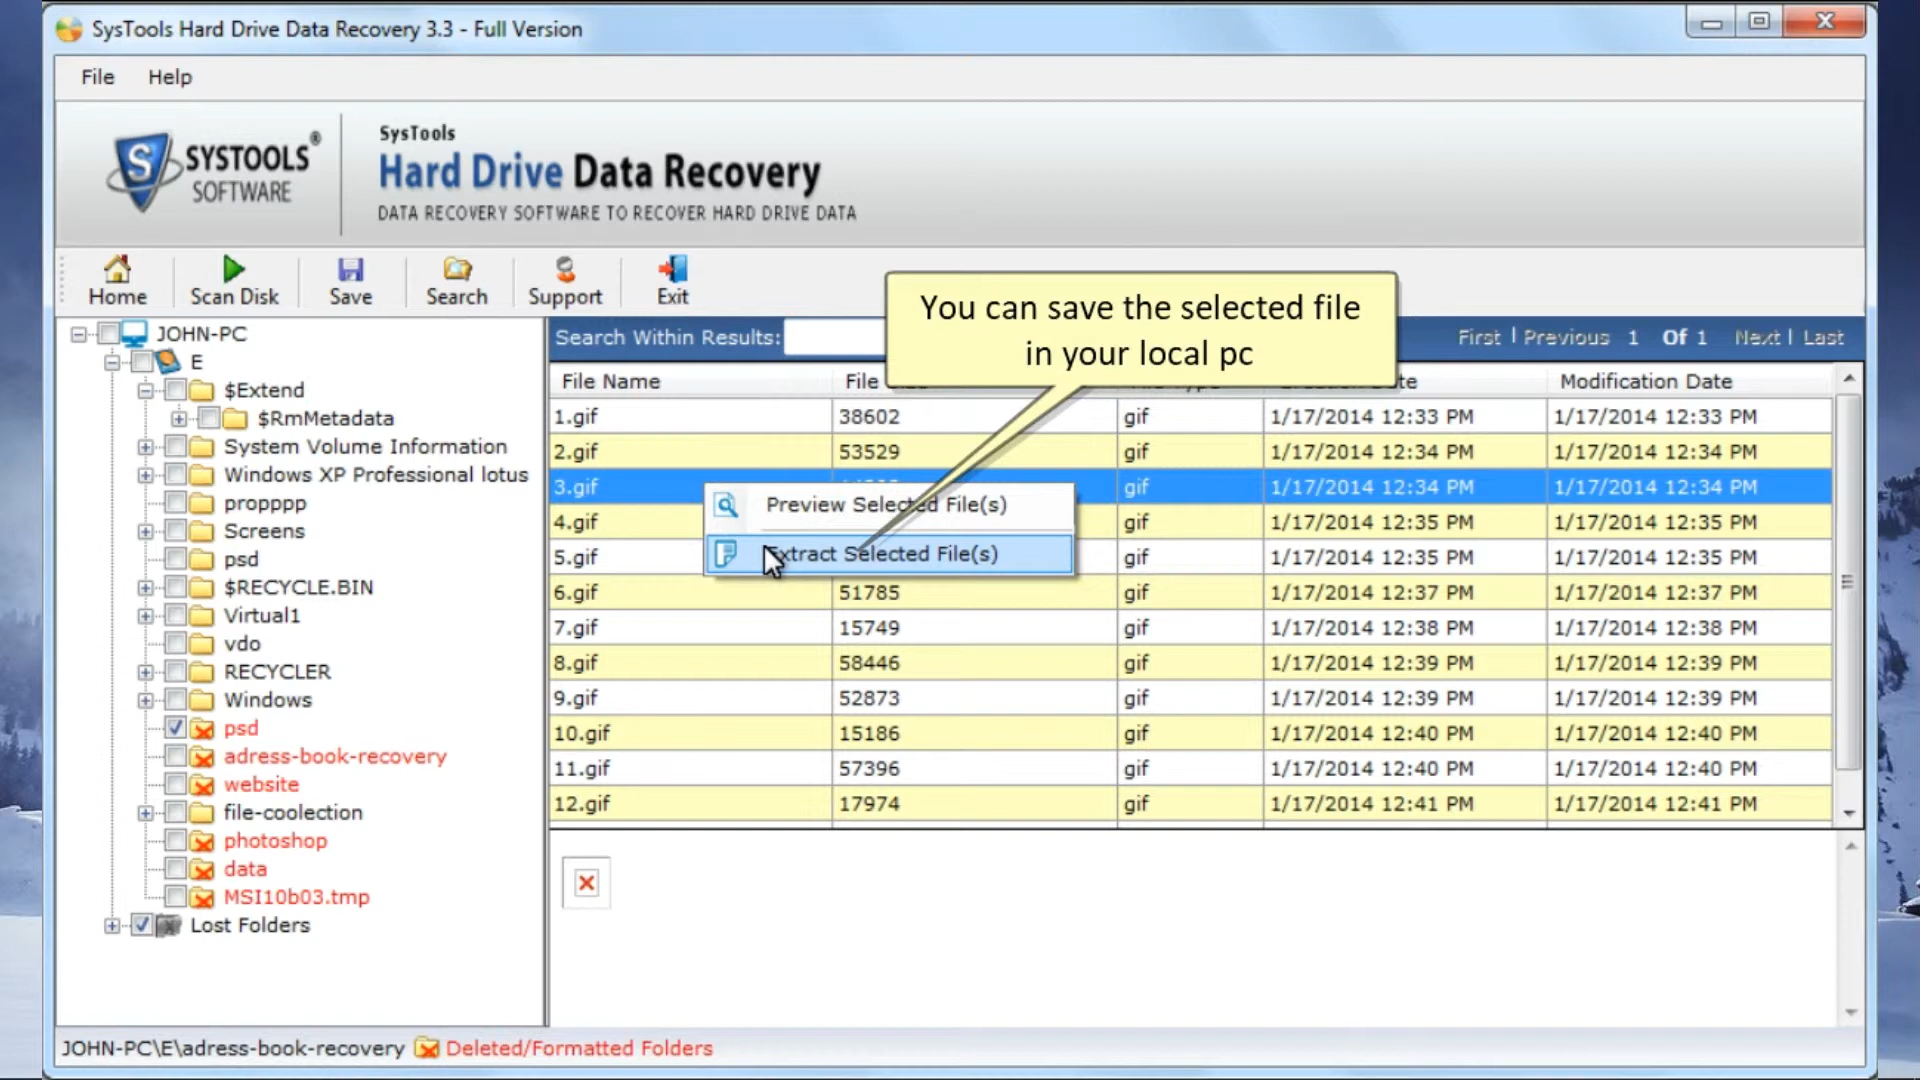 SysTools Hard Drive Data Recovery 3.3 - Full Version
File Help
SYSTOOLS®
SOFTWARE
SysTools
Hard Drive Data Recovery
DATA RECOVERY SOFTWARE TO RECOVER HARD DRIVE DATA
Home Scan Disk Save Search Support Exit
You can save the selected file
in your local pc
JOHN-PC
E
$Extend
$RmMetadata
System Volume Information
Windows XP Professional lotus
propppp
Screens
psd
$RECYCLE.BIN
Virtual1
vdo
RECYCLER
Windows
psd
adress-book-recovery
website
file-coolection
photoshop
data
MSI10b03.tmp
Lost Folders
Search Within Results: First | Previous 1 Of 1 Next | Last
File Name File Modification Date
1.gif 38602 gif 1/17/2014 12:33 PM 1/17/2014 12:33 PM
2.gif 53529 gif 1/17/2014 12:34 PM 1/17/2014 12:34 PM
3.gif gif 1/17/2014 12:34 PM 1/17/2014 12:34 PM
4.gif gif 1/17/2014 12:35 PM 1/17/2014 12:35 PM
5.gif gif 1/17/2014 12:35 PM 1/17/2014 12:35 PM
6.gif 51785 gif 1/17/2014 12:37 PM 1/17/2014 12:37 PM
7.gif 15749 gif 1/17/2014 12:38 PM 1/17/2014 12:38 PM
8.gif 58446 gif 1/17/2014 12:39 PM 1/17/2014 12:39 PM
9.gif 52873 gif 1/17/2014 12:39 PM 1/17/2014 12:39 PM
10.gif 15186 gif 1/17/2014 12:40 PM 1/17/2014 12:40 PM
11.gif 57396 gif 1/17/2014 12:40 PM 1/17/2014 12:40 PM
12.gif 17974 gif 1/17/2014 12:41 PM 1/17/2014 12:41 PM
Preview Selected File(s)
Extract Selected File(s)
JOHN-PC\E\adress-book-recovery Deleted/Formatted Folders